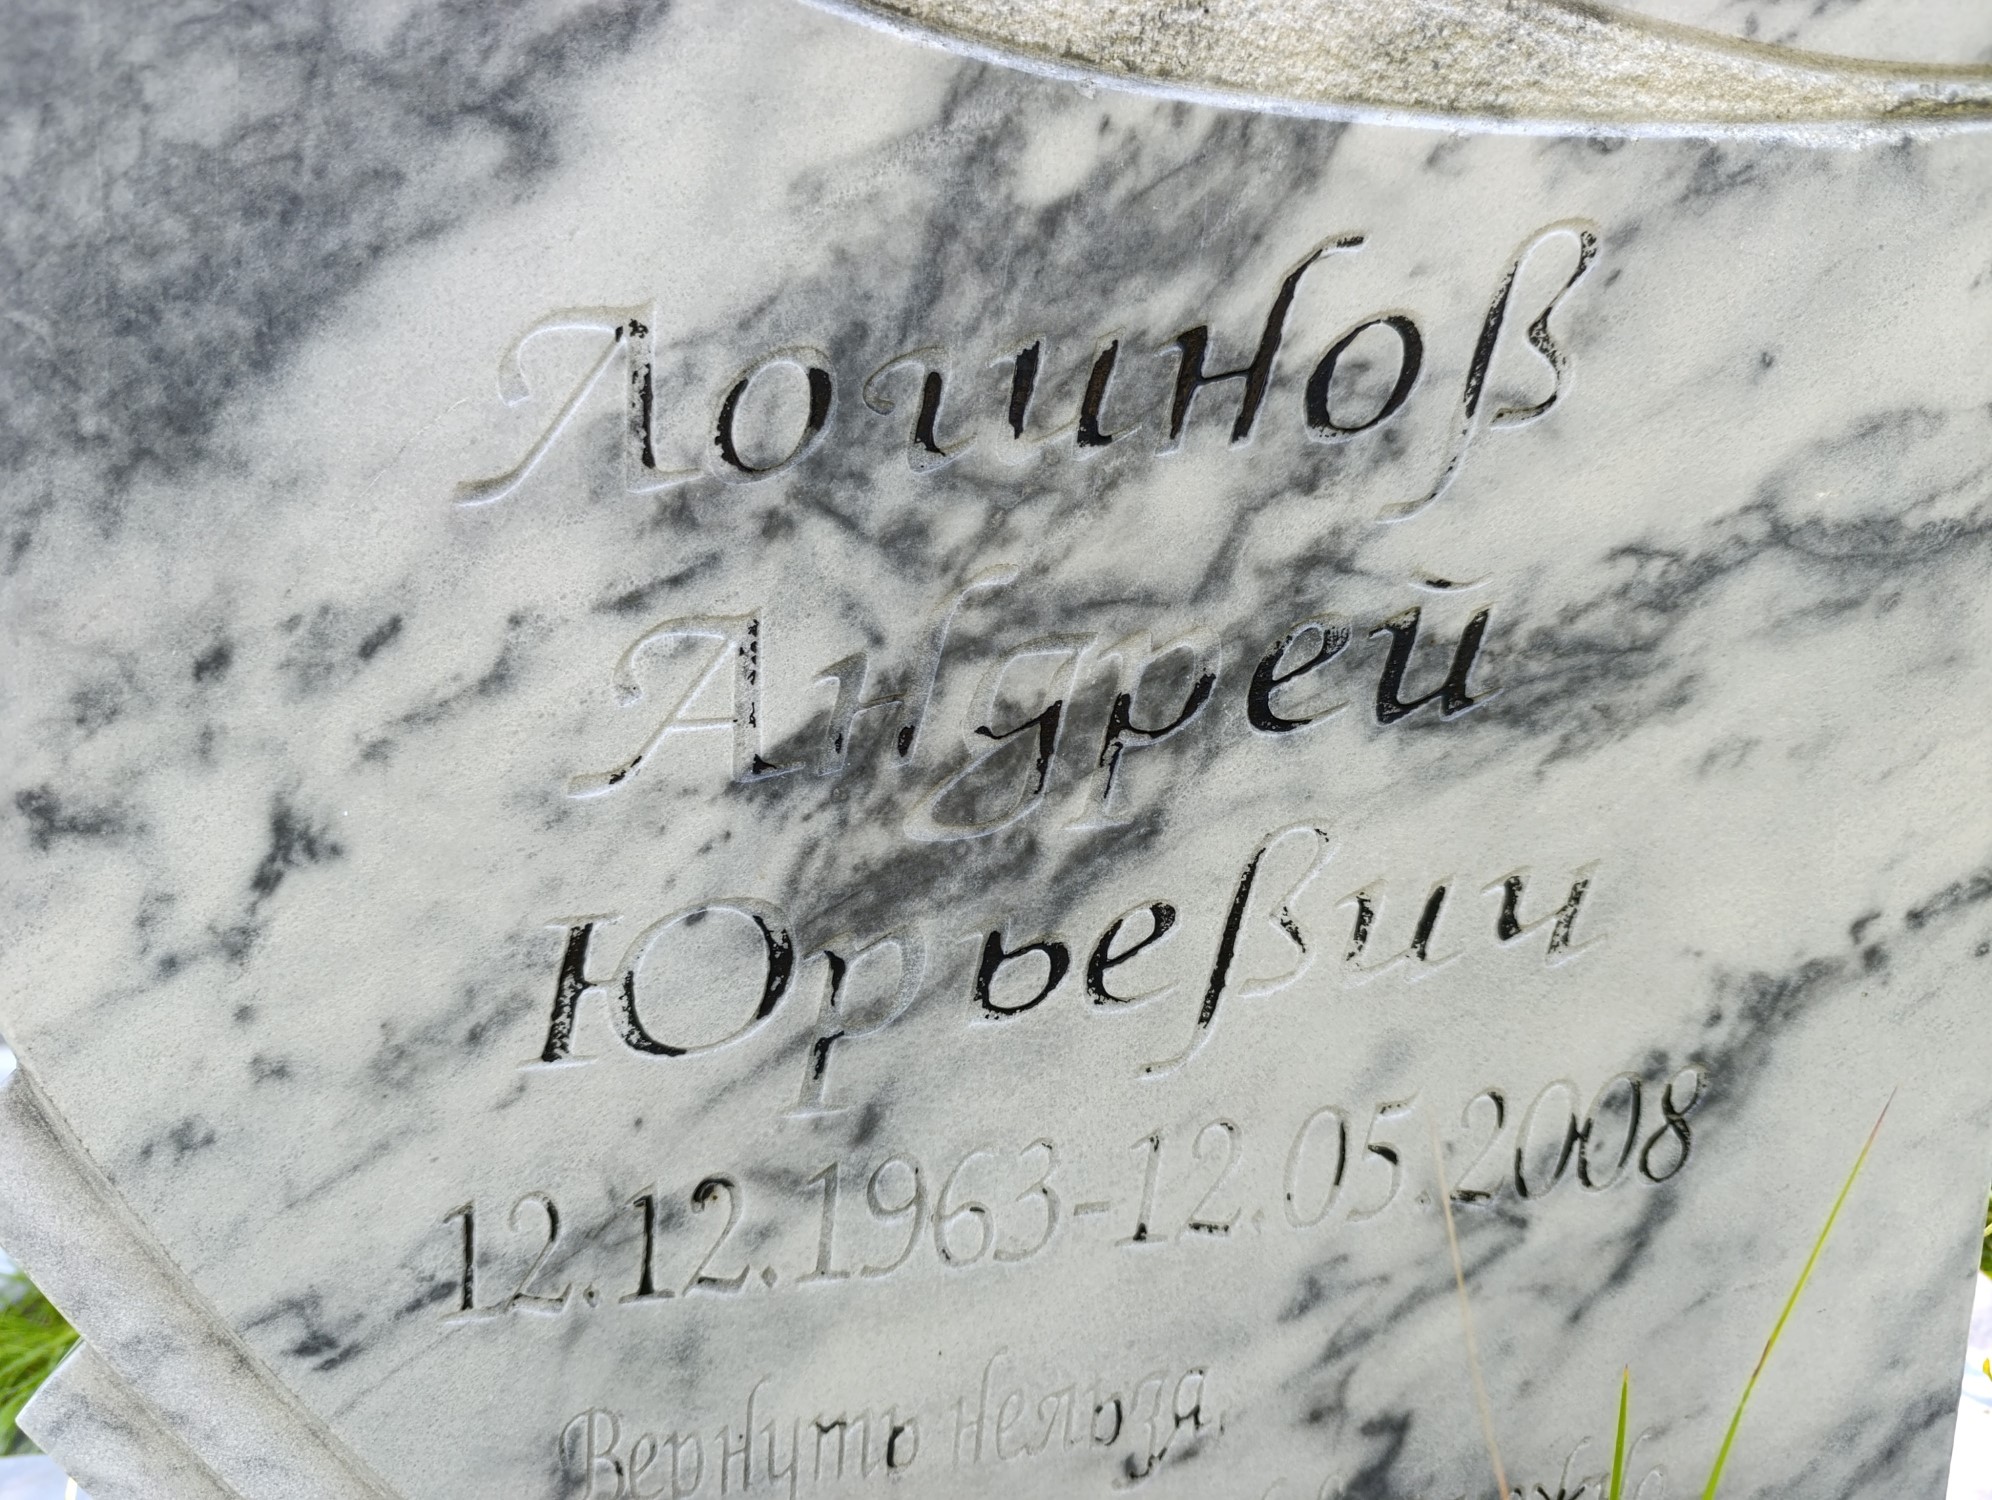 Логинов
Андрей
Юрьевич
12.12.1963-12.05.2008
Вернуть нельзя,